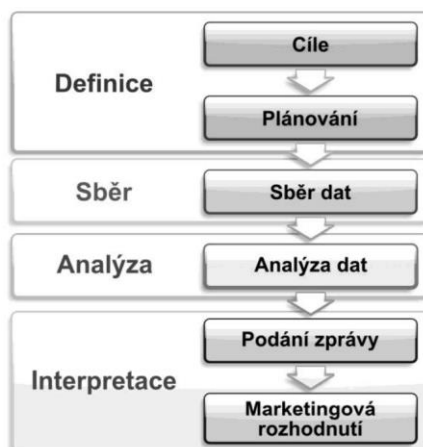 Definice
Cíle
Plánování
Sběr
Sběr dat
Analýza
Analýza dat
Interpretace
Podání zprávy
Marketingová
rozhodnutí